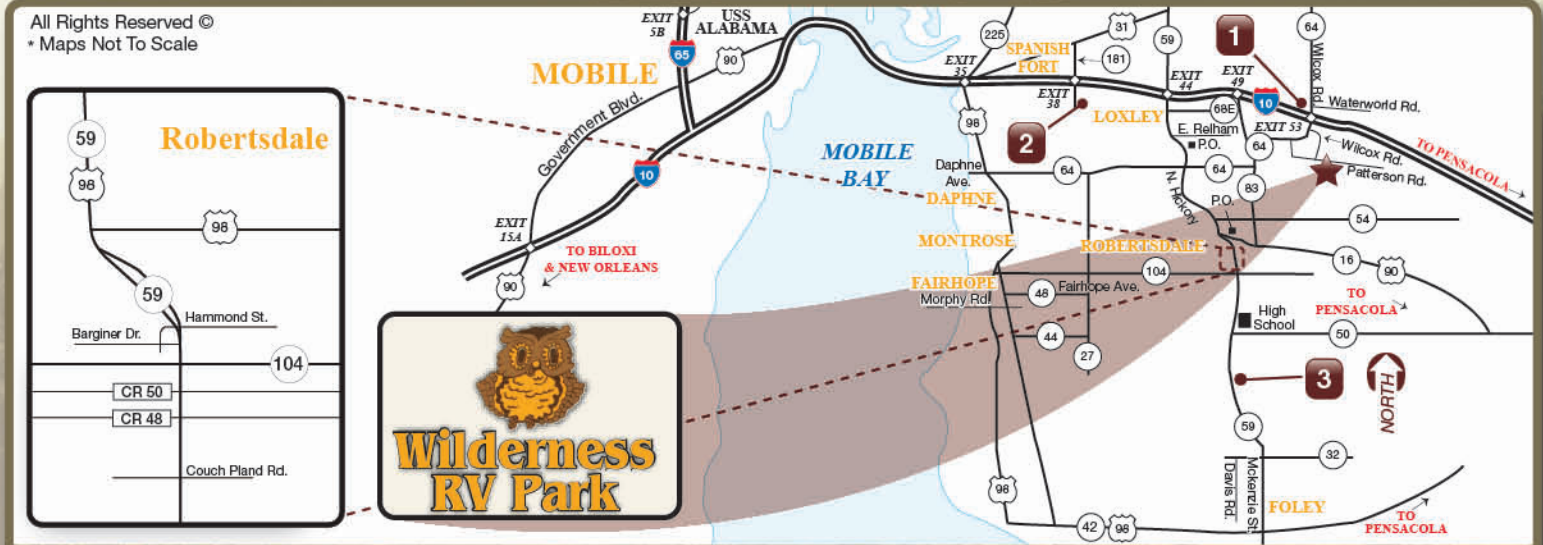 All Rights Reserved ©
* Maps Not To Scale
59
98
Robertsdale
98
59
Hammond St.
Barginer Dr.
104
CR 50
CR 48
Couch Pland Rd.
EXIT
5B
USS
ALABAMA
65
90
MOBILE
Government Blvd.
10
EXIT
15A
TO BILOXI
& NEW ORLEANS
90
Wilderness
RV Park
MOBILE
BAY
225
31
SPANISH
FORT
181
59
64
1
Wilcox Rd.
EXIT
35
EXIT
38
EXIT
44
EXIT
49
10
Waterworld Rd.
68E
LOXLEY
EXIT 53
2
98
E. Relham
P.O.
64
Wilcox Rd.
TO PENSACOLA
Daphne
Ave.
64
64
Patterson Rd.
DAPHNE
N. Hickory
83
P.O.
54
MONTROSE
ROBERTSDALE
16
90
104
FAIRHOPE
Morphy Rd
48
Fairhope Ave.
TO
PENSACOLA
High
School
50
44
27
3
NORTH
59
32
Davis Rd.
Mckenzie St.
98
FOLEY
42
98
TO
PENSACOLA